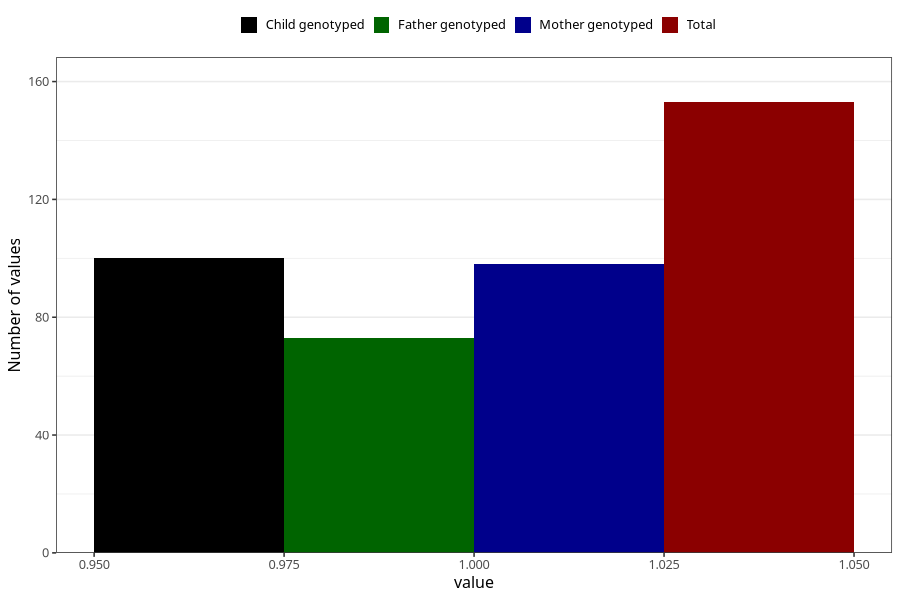 Child genotyped Father genotyped Mother genotyped Total
160
120
80
40
0
Number of values
0.950 0.975 1.000 1.025 1.050
value